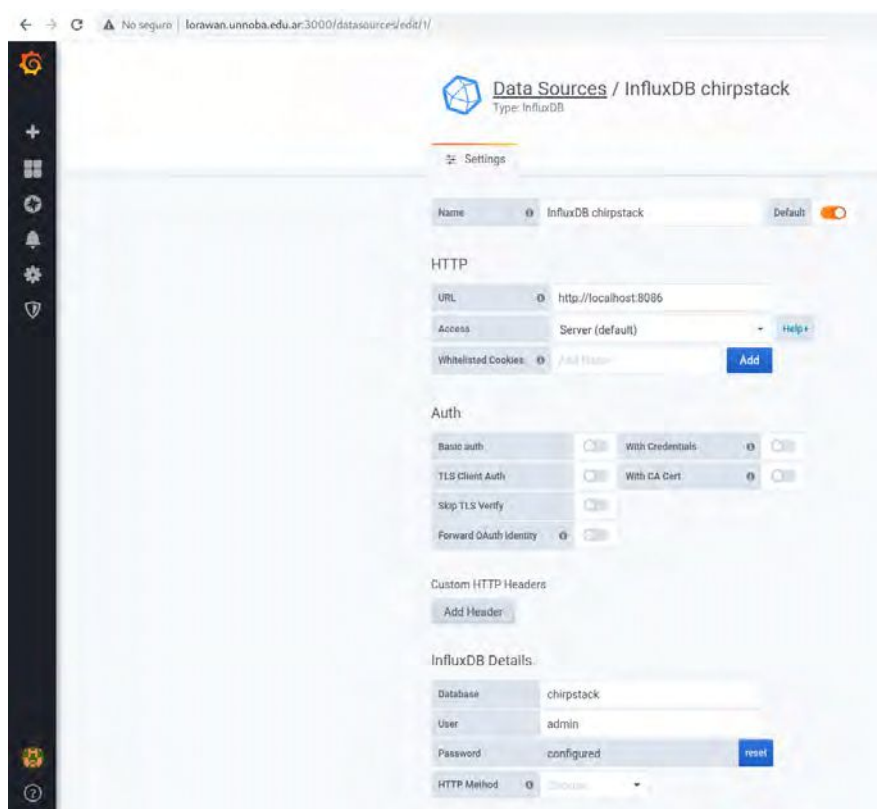 No seguro | lorawan.unnoba.edu.ar:3000/datasources/edit/1/
Data Sources / InfluxDB chirpstack
Type: InfluxDB
Settings
Name InfluxDB chirpstack Default
HTTP
URL http://localhost:8086
Access Server (default) Help
Whitelisted Cookies Add Name Add
Auth
Basic auth With Credentials
TLS Client Auth With CA Cert
Skip TLS Verify
Forward OAuth Identity
Custom HTTP Headers
Add Header
InfluxDB Details
Database chirpstack
User admin
Password configured reset
HTTP Method Choose